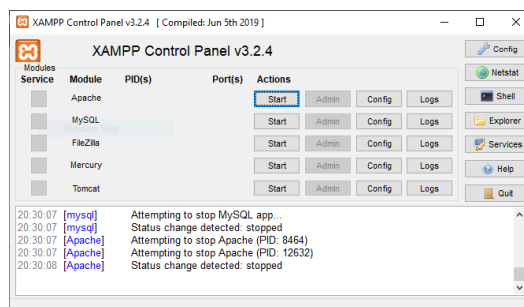 XAMPP Control Panel v3.2.4 [ Compiled: Jun 5th 2019 ]
XAMPP Control Panel v3.2.4
Config
Modules
Service Module PID(s) Port(s) Actions
Netstat
Apache Start Admin Config Logs
Shell
MySQL Start Admin Config Logs
Window Snip
Explorer
FileZilla Start Admin Config Logs
Services
Mercury Start Admin Config Logs
Help
Tomcat Start Admin Config Logs
Quit
20:30:07 [mysql] Attempting to stop MySQL app...
20:30:07 [mysql] Status change detected: stopped
20:30:07 [Apache] Attempting to stop Apache (PID: 8464)
20:30:07 [Apache] Attempting to stop Apache (PID: 12632)
20:30:08 [Apache] Status change detected: stopped